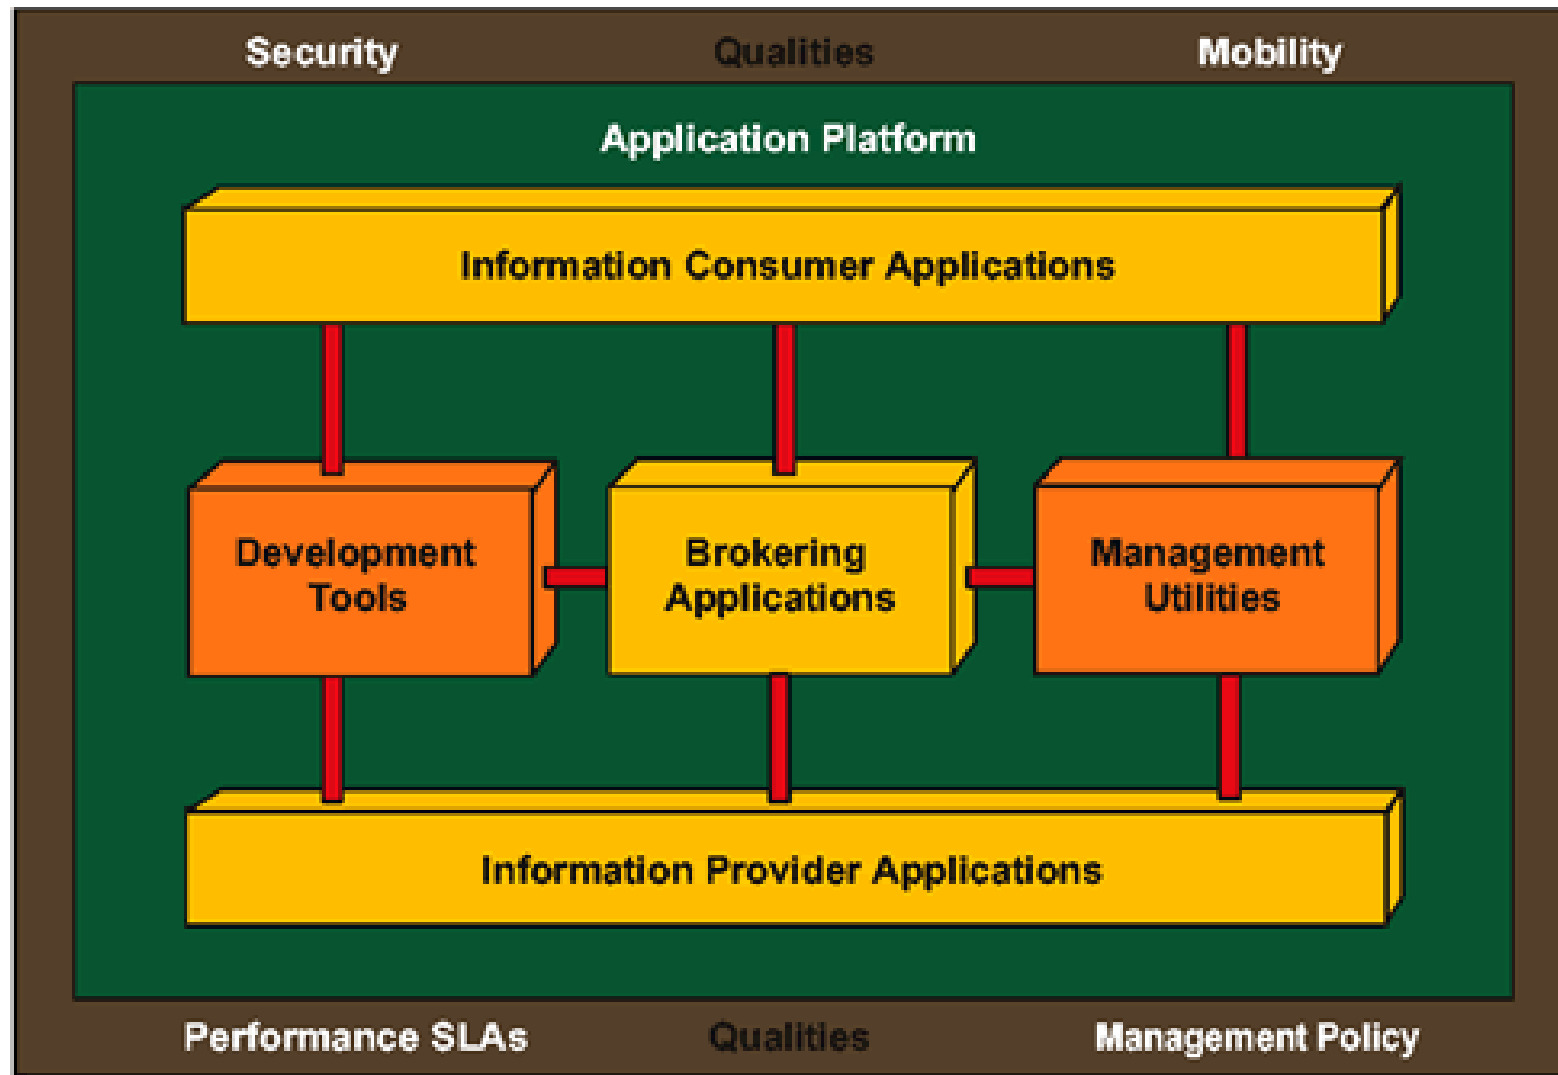 Security Qualities Mobility
Application Platform
Information Consumer Applications
Development
Tools
Brokering
Applications
Management
Utilities
Information Provider Applications
Performance SLAs Qualities Management Policy